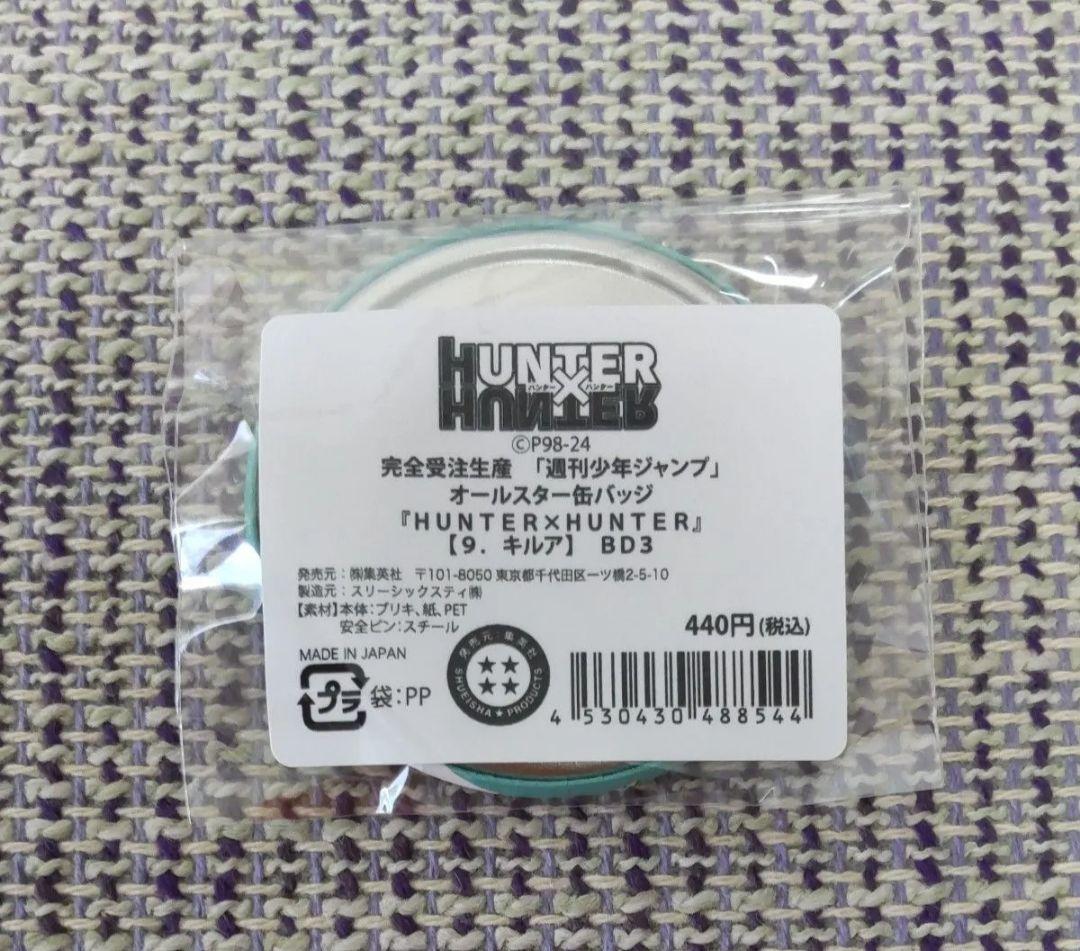 HUNTER
ハンター×ハンター
HUNTER
©P98-24
完全受注生産 「週刊少年ジャンプ」
オールスター缶バッジ
『HUNTER×HUNTER』
【9. キルア】 BD3
発売元:㈱集英社 〒101-8050 東京都千代田区一ツ橋2-5-10
製造元:スリーシックスティ㈱
【素材】本体:ブリキ、紙、PET
安全ピン:スチール
440円(税込)
MADE IN JAPAN
プラ 袋:PP
発売元:集英社
SHUEISHA★PRODUCTS
4 530430 488544